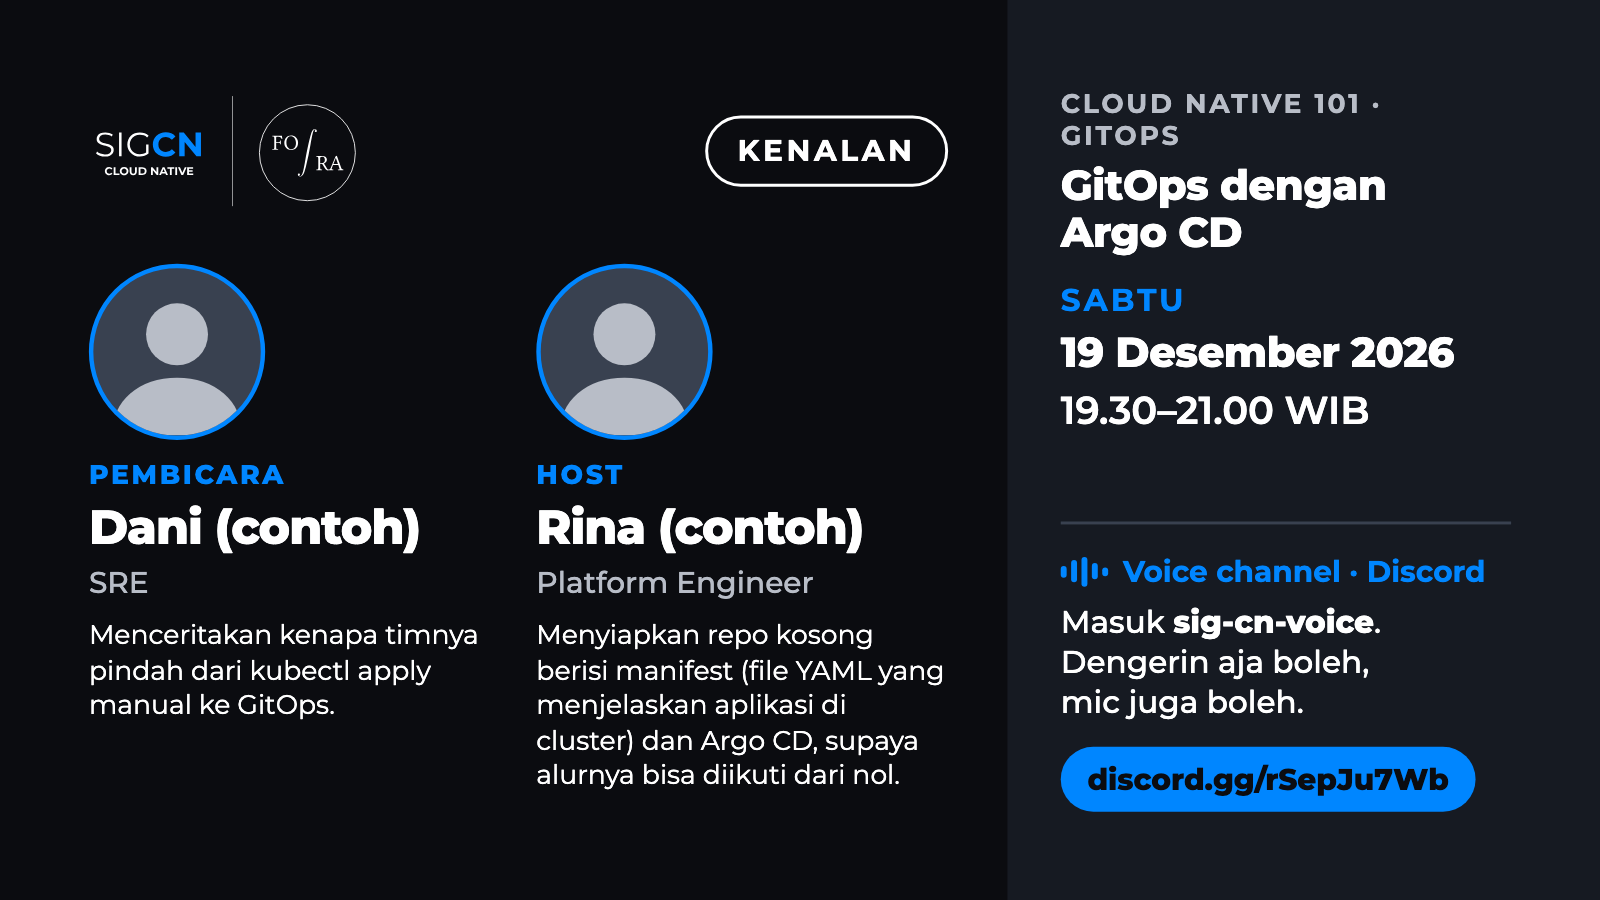 SIGCN
CLOUD NATIVE
FO
RA
KENALAN
PEMBICARA
Dani (contoh)
SRE
Menceritakan kenapa timnya
pindah dari kubectl apply
manual ke GitOps.
HOST
Rina (contoh)
Platform Engineer
Menyiapkan repo kosong
berisi manifest (file YAML yang
menjelaskan aplikasi di
cluster) dan Argo CD, supaya
alurnya bisa diikuti dari nol.
CLOUD NATIVE 101 ·
GITOPS
GitOps dengan
Argo CD
SABTU
19 Desember 2026
19.30–21.00 WIB
Voice channel · Discord
Masuk sig-cn-voice.
Dengerin aja boleh,
mic juga boleh.
discord.gg/rSepJu7Wb